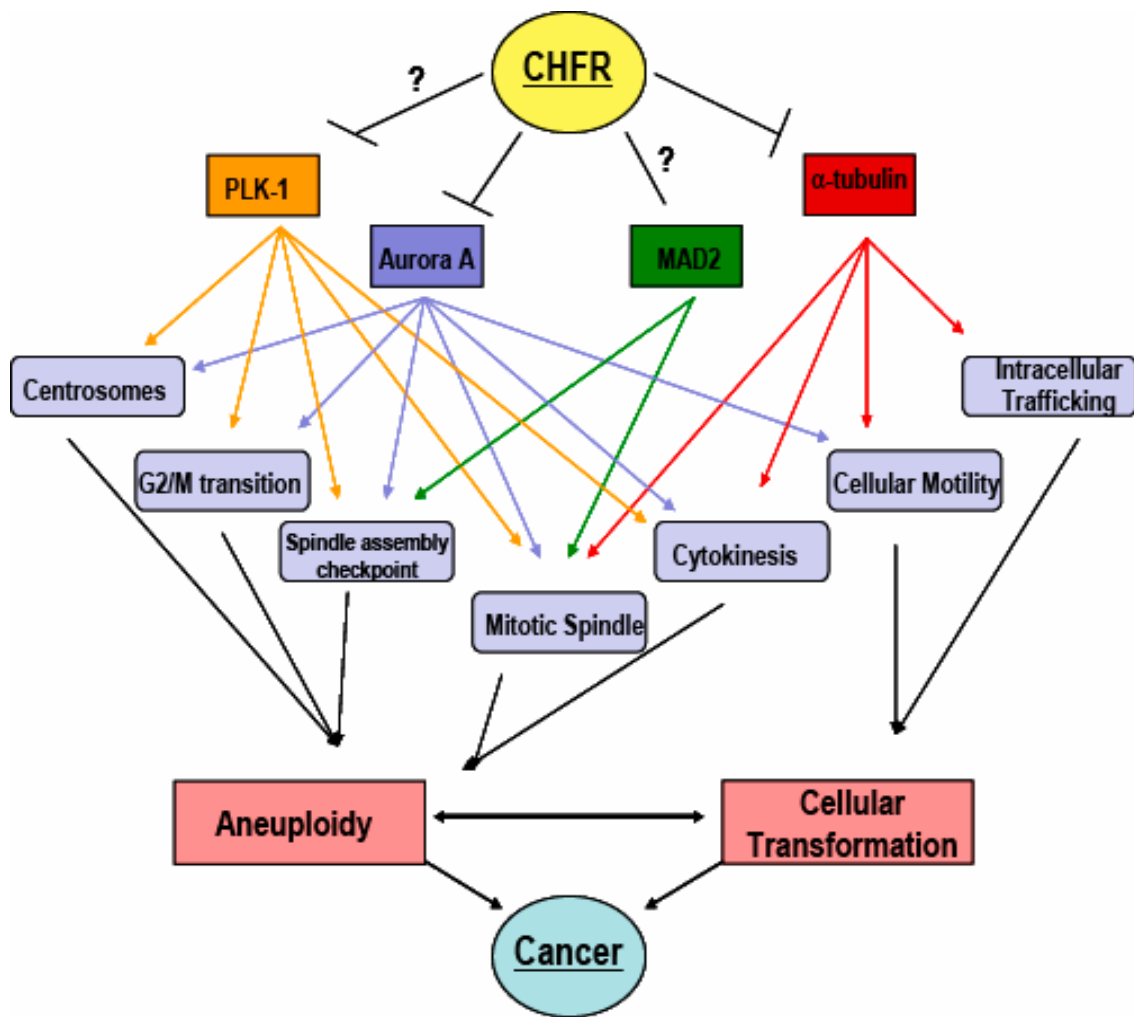 CHFR
?
?
PLK-1
α-tubulin
Aurora A
MAD2
Centrosomes
Intracellular
Trafficking
G2/M transition
Cellular Motility
Spindle assembly
checkpoint
Cytokinesis
Mitotic Spindle
Aneuploidy
Cellular
Transformation
Cancer